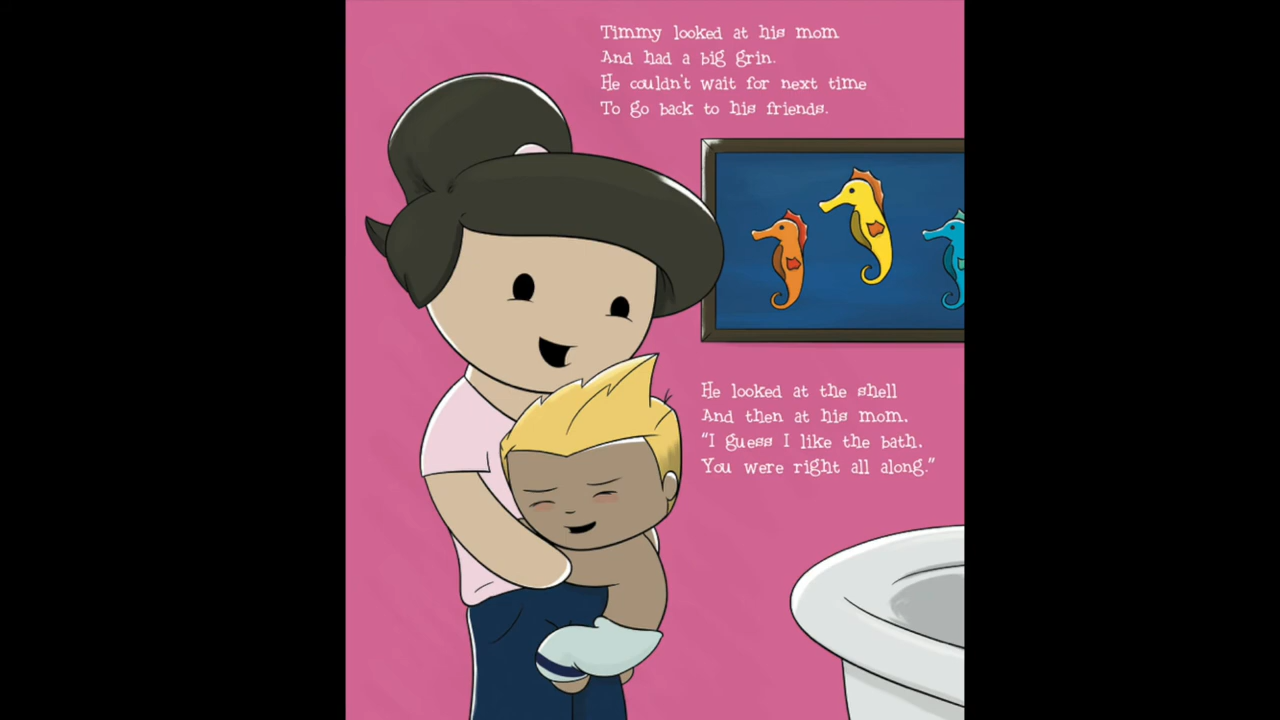 Timmy looked at his mom
And had a big grin.
He couldn't wait for next time
To go back to his friends.
He looked at the shell
And then at his mom.
"I guess I like the bath.
You were right all along."